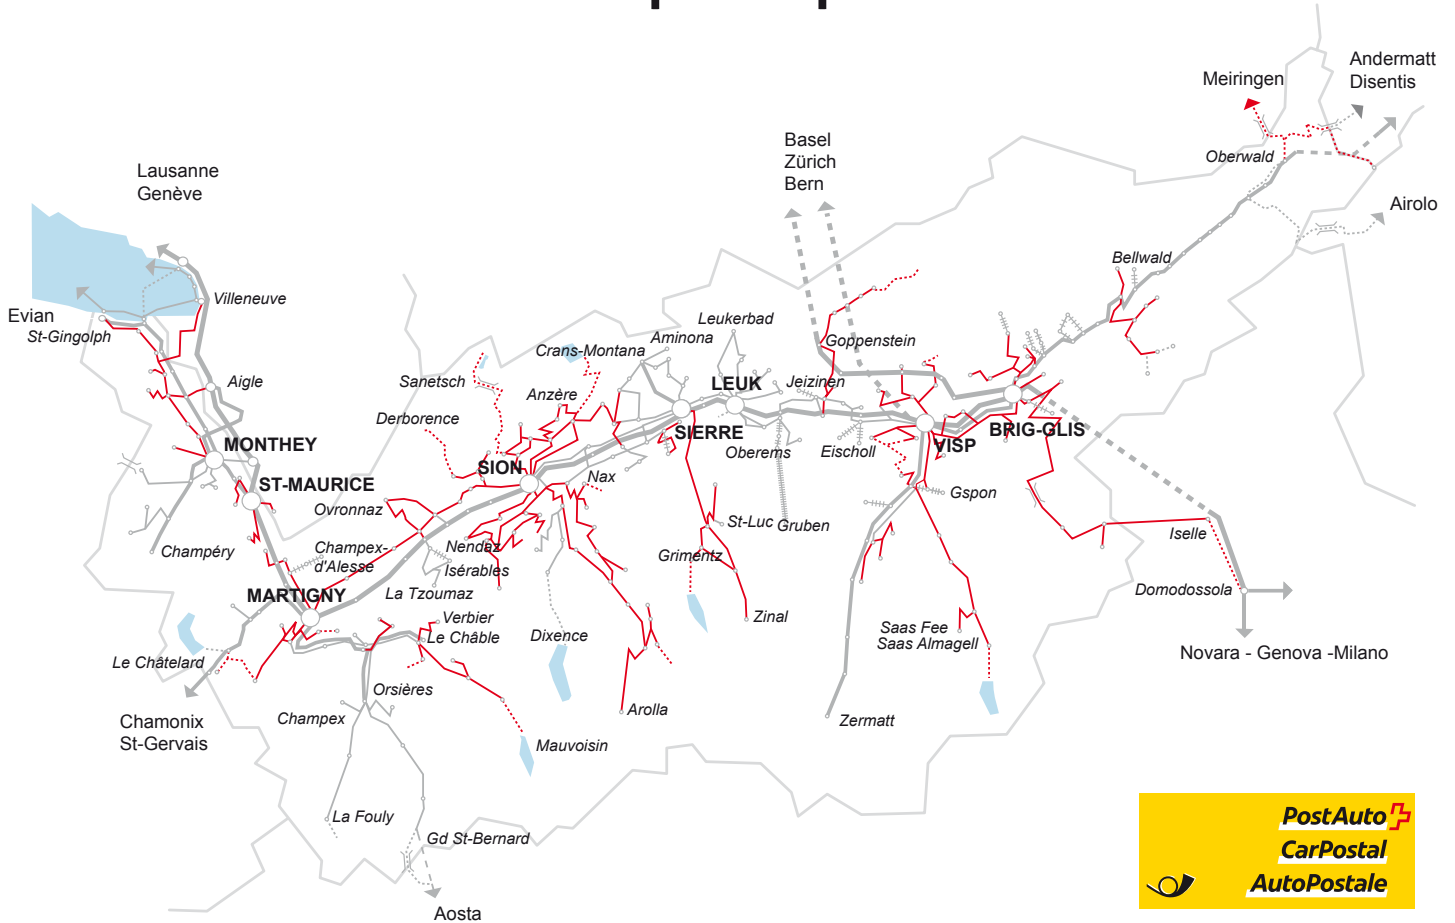 Andermatt
Disentis
Meiringen
Basel
Zürich
Bern
Oberwald
Lausanne
Genève
Airolo
Bellwald
Villeneuve
Evian
St-Gingolph
Leukerbad
Aminona
Crans-Montana
Goppenstein
Aigle
Sanetsch
LEUK
Jeizinen
Anzère
Derborence
SIERRE
BRIG-GLIS
MONTHEY
VISP
Oberems
Eischoll
SION
Nax
ST-MAURICE
Gspon
Ovronnaz
St-Luc
Gruben
Iselle
Champéry
Champex-
d'Alesse
Nendaz
Isérables
Grimentz
MARTIGNY
La Tzoumaz
Domodossola
Verbier
Le Châble
Zinal
Dixence
Saas Fee
Saas Almagell
Novara - Genova -Milano
Le Châtelard
Orsières
Arolla
Champex
Chamonix
St-Gervais
Zermatt
Mauvoisin
La Fouly
Gd St-Bernard
Aosta
PostAuto
CarPostal
AutoPostale